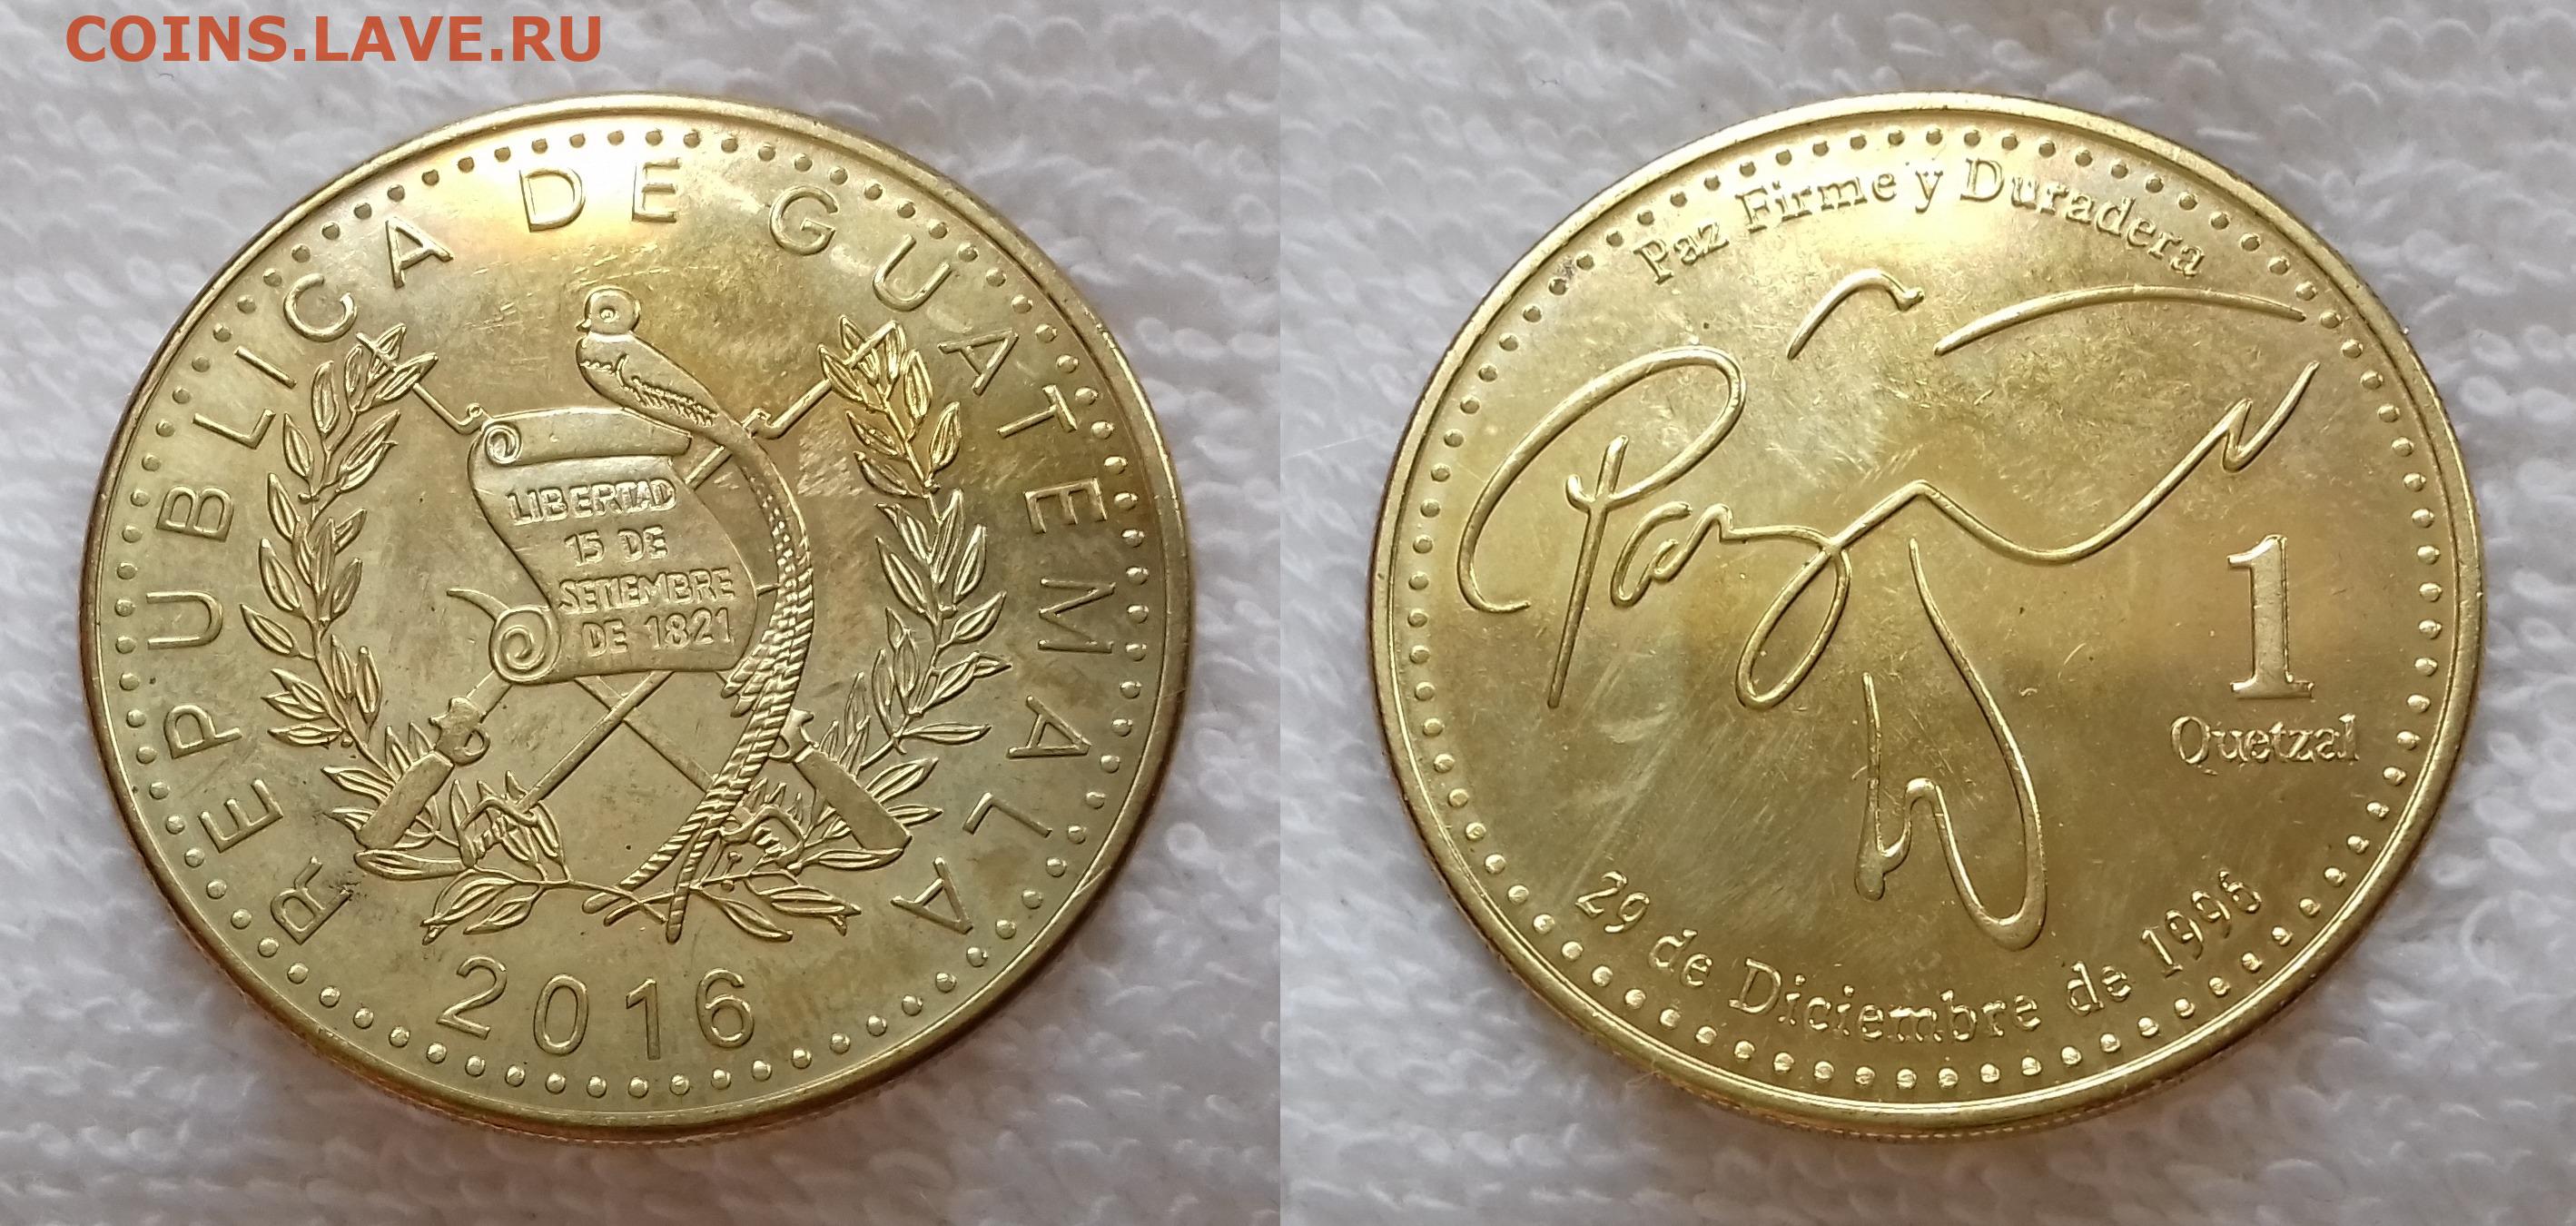 COINS.LAVE.RU
REPUBLICA DE GUATEMALA
LIBERTAD
15 DE
SETIEMBRE
DE 1821
2016
Paz Firme y Duradera
Paz
1
Quetzal
29 de Diciembre de 1996